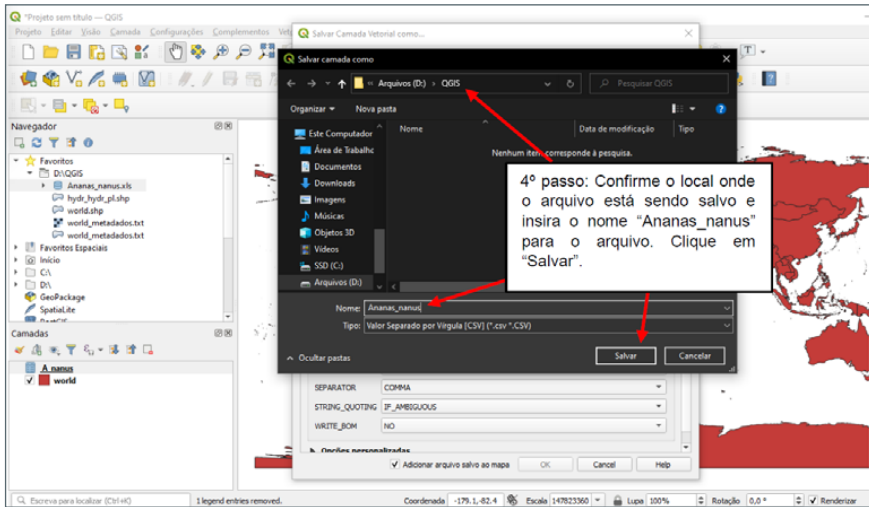 *Projeto sem título — QGIS
Projeto Editar Visão Camada Configurações Complementos
Salvar Camada Vetorial como...
Salvar camada como
Arquivos (D:) › QGIS
Pesquisar QGIS
Organizar
Nova pasta
Navegador
Favoritos
D:\QGIS
Ananas_nanus.xls
hydr_hydr_pl.shp
world.shp
world_metadados.txt
world_metadados.txt
Favoritos Espaciais
Início
C:\
D:\
GeoPackage
SpatiaLite
PostGIS
Este Computador
Área de Trabalho
Documentos
Downloads
Imagens
Músicas
Objetos 3D
Vídeos
SSD (C:)
Arquivos (D:)
Nome
Data de modificação
Tipo
Nenhum item corresponde à pesquisa.
4º passo: Confirme o local onde
o arquivo está sendo salvo e
insira o nome “Ananas_nanus”
para o arquivo. Clique em
“Salvar”.
Nome: Ananas_nanus
Tipo: Valor Separado por Vírgula [CSV] (*.csv *.CSV)
Ocultar pastas
Salvar
Cancelar
Camadas
A_nanus
world
SEPARATOR COMMA
STRING_QUOTING IF_AMBIGUOUS
WRITE_BOM NO
Opções personalizadas
Adicionar arquivo salvo ao mapa
OK
Cancel
Help
Escreva para localizar (Ctrl+K)
1 legend entries removed.
Coordenada -179.1,-82.4
Escala 147823360
Lupa 100%
Rotação 0,0 °
Renderizar